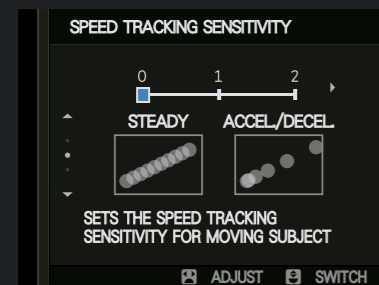 SPEED TRACKING SENSITIVITY
0 1 2
STEADY ACCEL./DECEL.
SETS THE SPEED TRACKING
SENSITIVITY FOR MOVING SUBJECT
ADJUST SWITCH